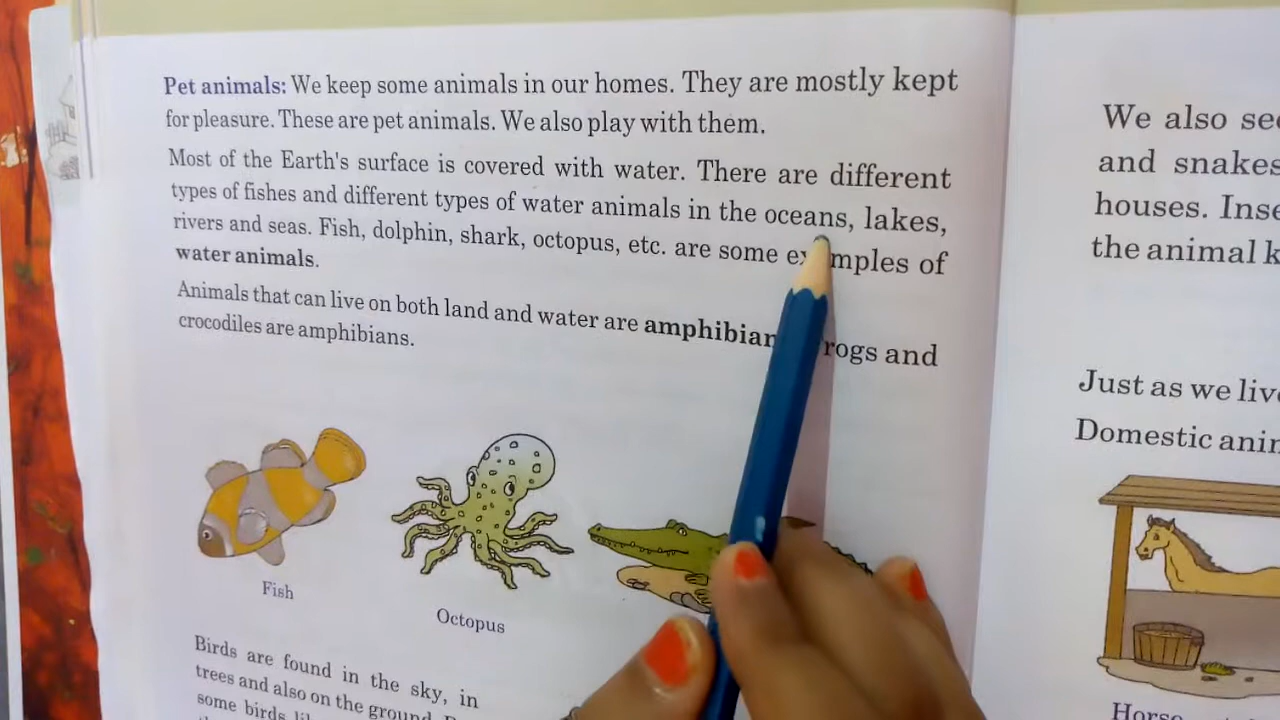 Pet animals: We keep some animals in our homes. They are mostly kept
for pleasure. These are pet animals. We also play with them.
Most of the Earth's surface is covered with water. There are different
types of fishes and different types of water animals in the oceans, lakes,
rivers and seas. Fish, dolphin, shark, octopus, etc. are some examples of
water animals.
Animals that can live on both land and water are amphibian rogs and
crocodiles are amphibians.
Fish
Octopus
Birds are found in the sky, in
trees and also on the ground.
some birds
We also see
and snakes
houses.
the animal
Just as we
Domestic
Horse